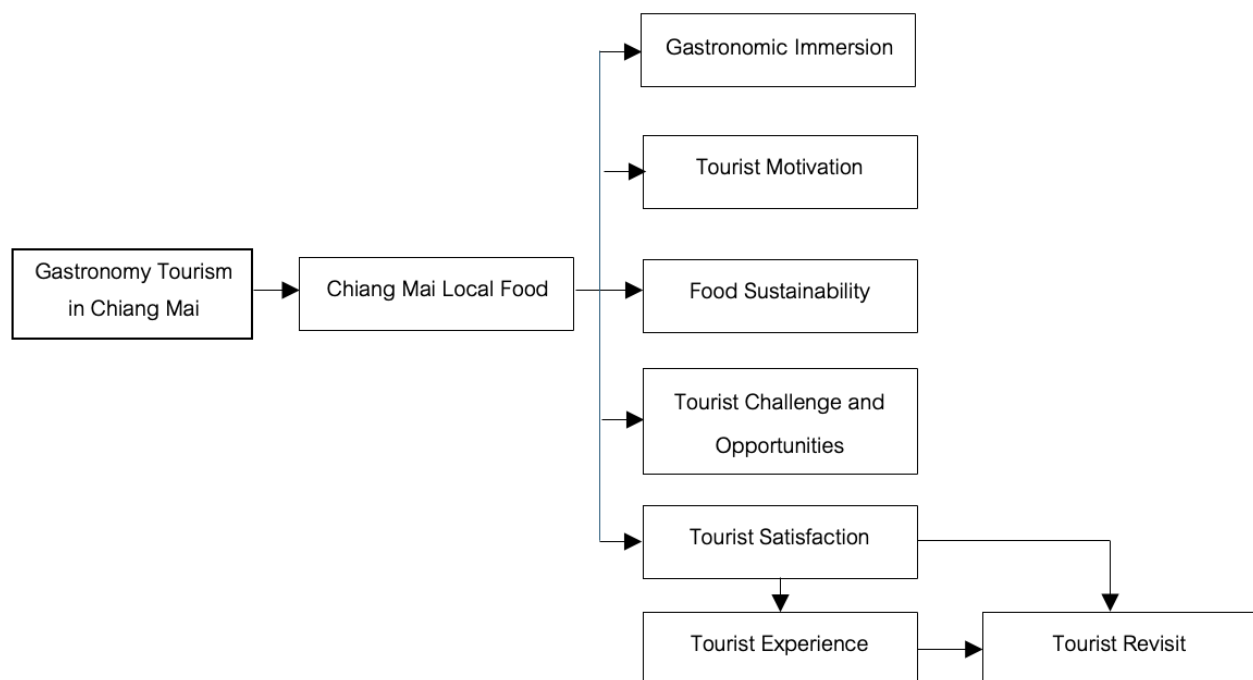 Gastronomic Immersion
Tourist Motivation
Gastronomy Tourism
in Chiang Mai
Chiang Mai Local Food
Food Sustainability
Tourist Challenge and
Opportunities
Tourist Satisfaction
Tourist Experience
Tourist Revisit